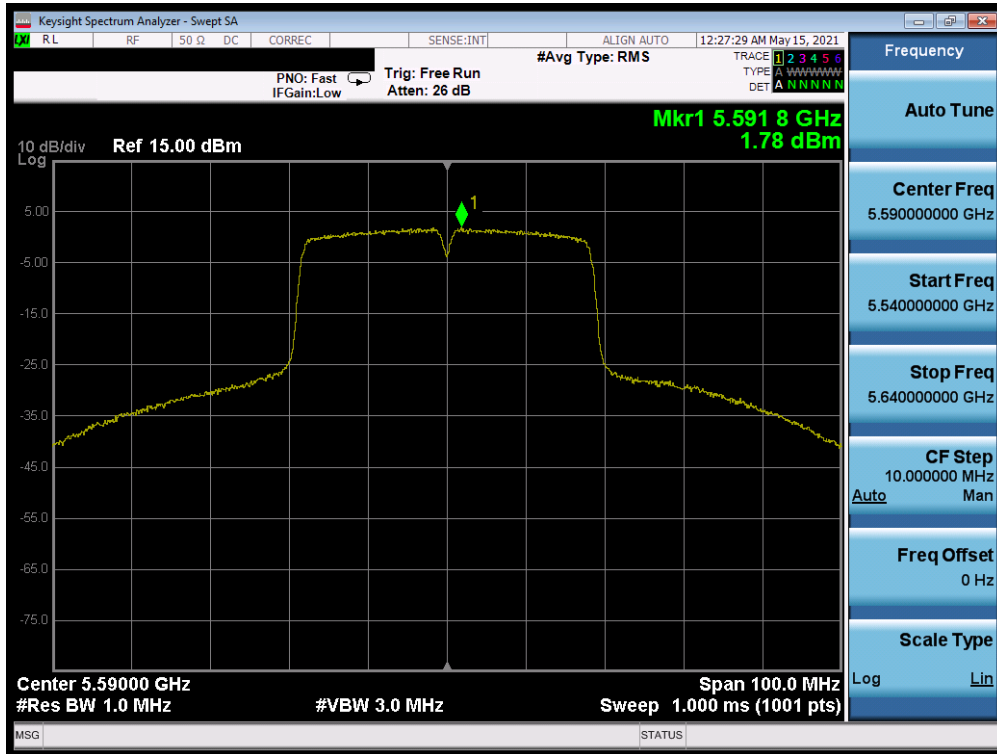 Keysight Spectrum Analyzer - Swept SA
LXI RL RF 50 Ω DC CORREC SENSE:INT ALIGN AUTO 12:27:29 AM May 15, 2021
#Avg Type: RMS
TRACE 1 2 3 4 5 6
PNO: Fast Trig: Free Run TYPE A WWWWW
IFGain:Low Atten: 26 dB DET A N N N N N
Mkr1 5.591 8 GHz
1.78 dBm
10 dB/div Ref 15.00 dBm
Log
1
5.00
-5.00
-15.0
-25.0
-35.0
-45.0
-55.0
-65.0
-75.0
Center 5.59000 GHz Span 100.0 MHz
#Res BW 1.0 MHz #VBW 3.0 MHz Sweep 1.000 ms (1001 pts)
MSG STATUS
Frequency
Auto Tune
Center Freq
5.590000000 GHz
Start Freq
5.540000000 GHz
Stop Freq
5.640000000 GHz
CF Step
10.000000 MHz
Auto Man
Freq Offset
0 Hz
Scale Type
Log Lin